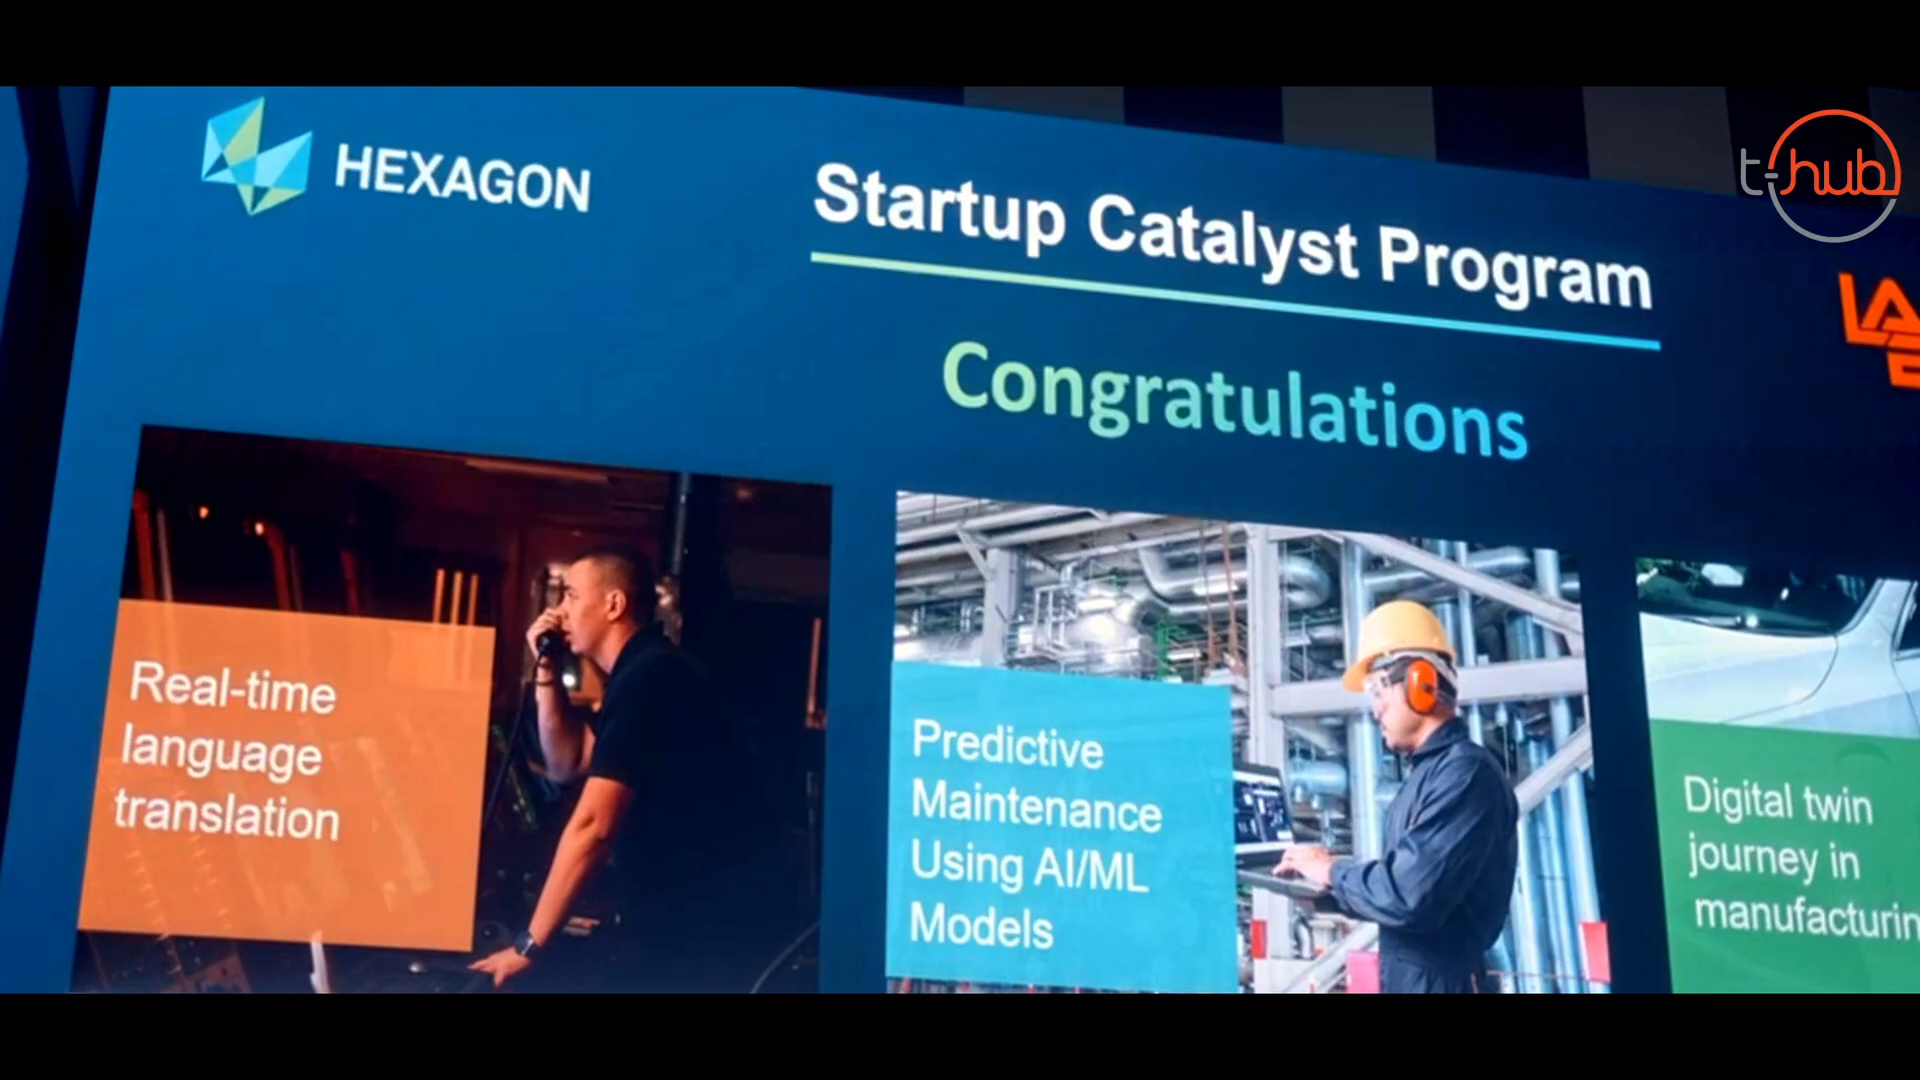 HEXAGON
Startup Catalyst Program
t-hub
Congratulations
Real-time
language
translation
Predictive
Maintenance
Using AI/ML
Models
Digital twin
journey in